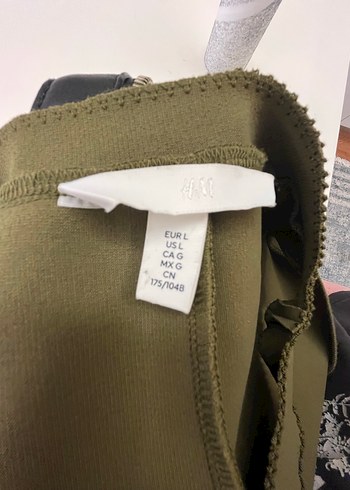 H&M
EUR L
US L
CA G
MX G
CN
175/104B